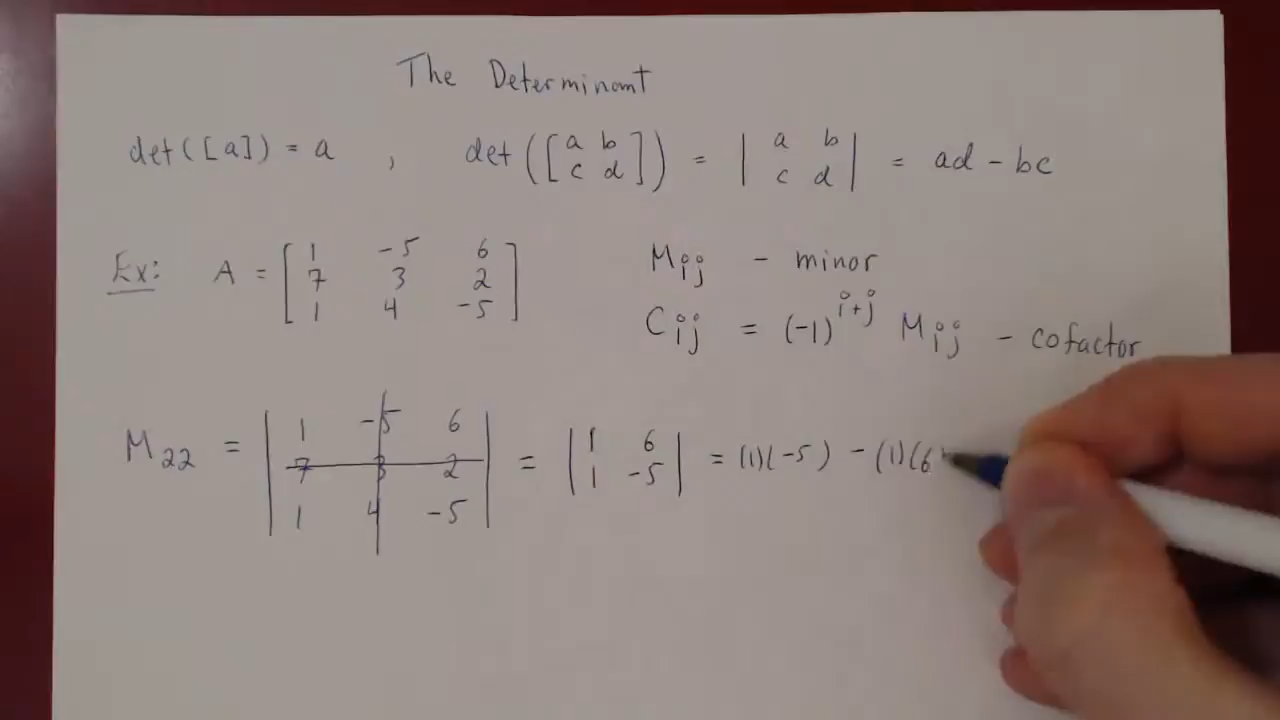 The Determinant
det([a]) = a , det([a b c d]) = |a b c d| = ad - bc
Ex: A = [1 -5 6
7 3 2
1 4 -5]
Mij - minor
Cij = (-1)^i+j Mij - cofactor
M22 = |1 -5 6
7 3 2
1 4 -5| = |1 6
1 -5| = (1)(-5) - (1)(6